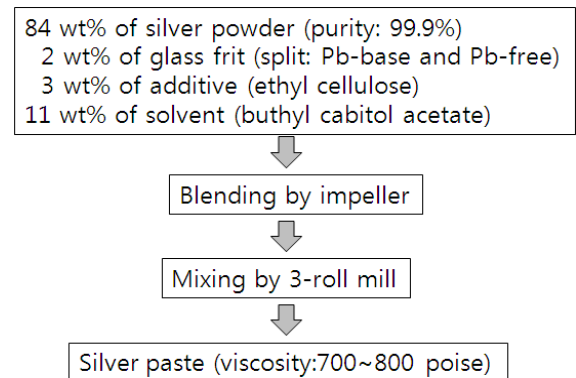 84 wt% of silver powder (purity: 99.9%)
2 wt% of glass frit (split: Pb-base and Pb-free)
3 wt% of additive (ethyl cellulose)
11 wt% of solvent (buthyl cabitol acetate)
Blending by impeller
Mixing by 3-roll mill
Silver paste (viscosity:700~800 poise)